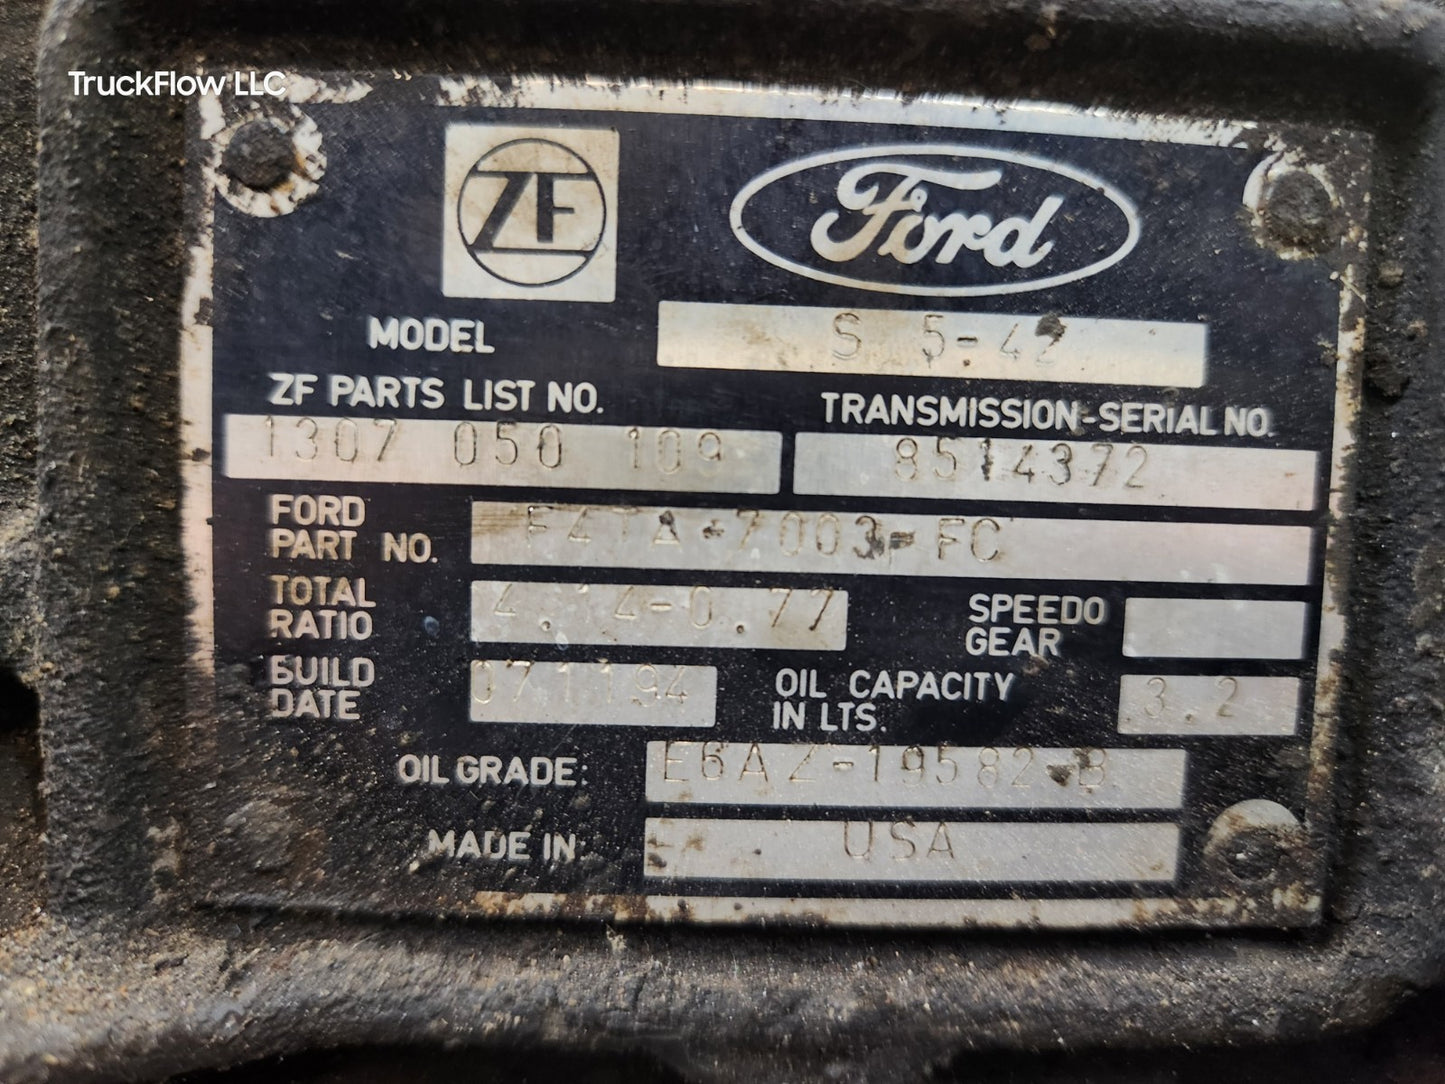 TruckFlow LLC
ZF
Ford
MODEL S 5-42
ZF PARTS LIST NO. TRANSMISSION-SERIAL NO.
1307 050 109 8514372
FORD
PART NO. F4TA-7003-FC
TOTAL
RATIO 4.14-0.77 SPEEDO
GEAR
BUILD
DATE 071194 OIL CAPACITY
IN LTS. 3.2
OIL GRADE: E6AZ-19582-B
MADE IN: USA